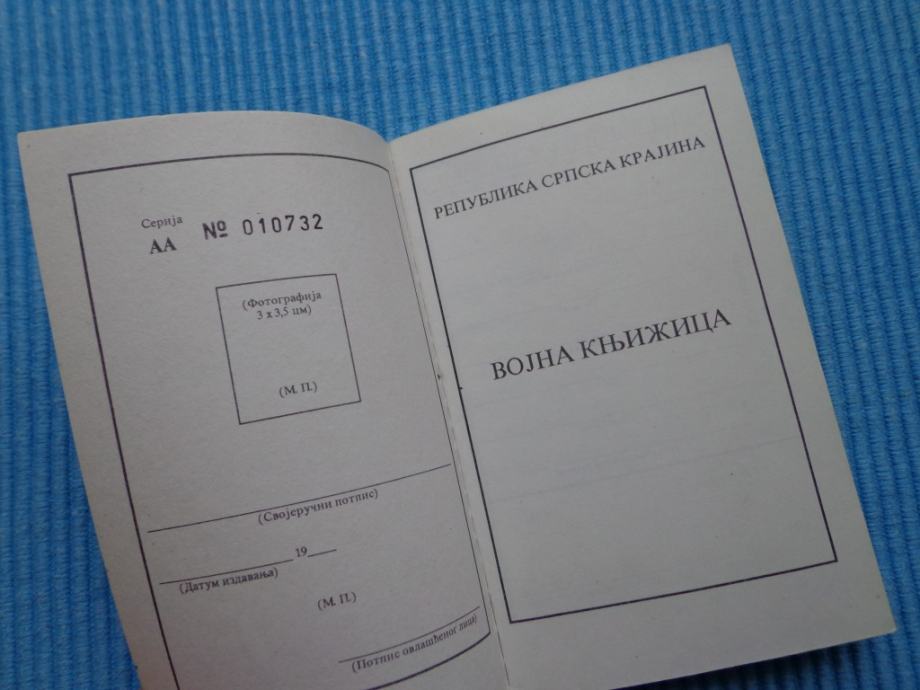 Серија
АА № 010732
(Фотографија
3 x 3,5 цм)
(М. П.)
(Својеручни потпис)
19
(Датум издавања)
(М. П.)
(Потпис овлашћеног лица)
РЕПУБЛИКА СРПСКА КРАЈИНА
ВОЈНА КЊИЖИЦА